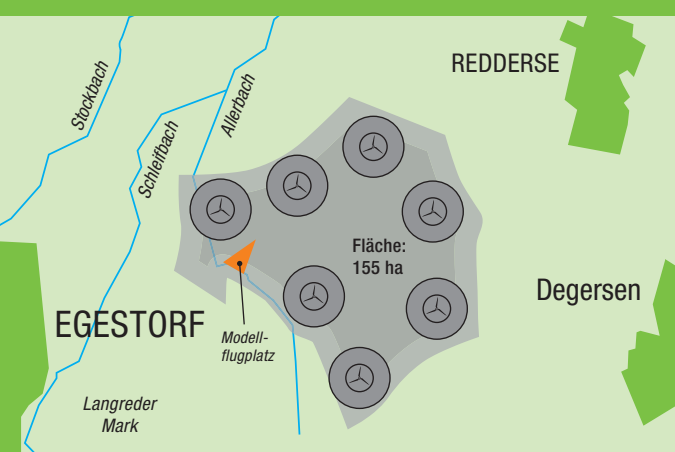 REDDERSE
Stockbach
Allerbach
Schleifbach
Fläche:
155 ha
Degersen
EGESTORF
Modell-
flugplatz
Langreder
Mark